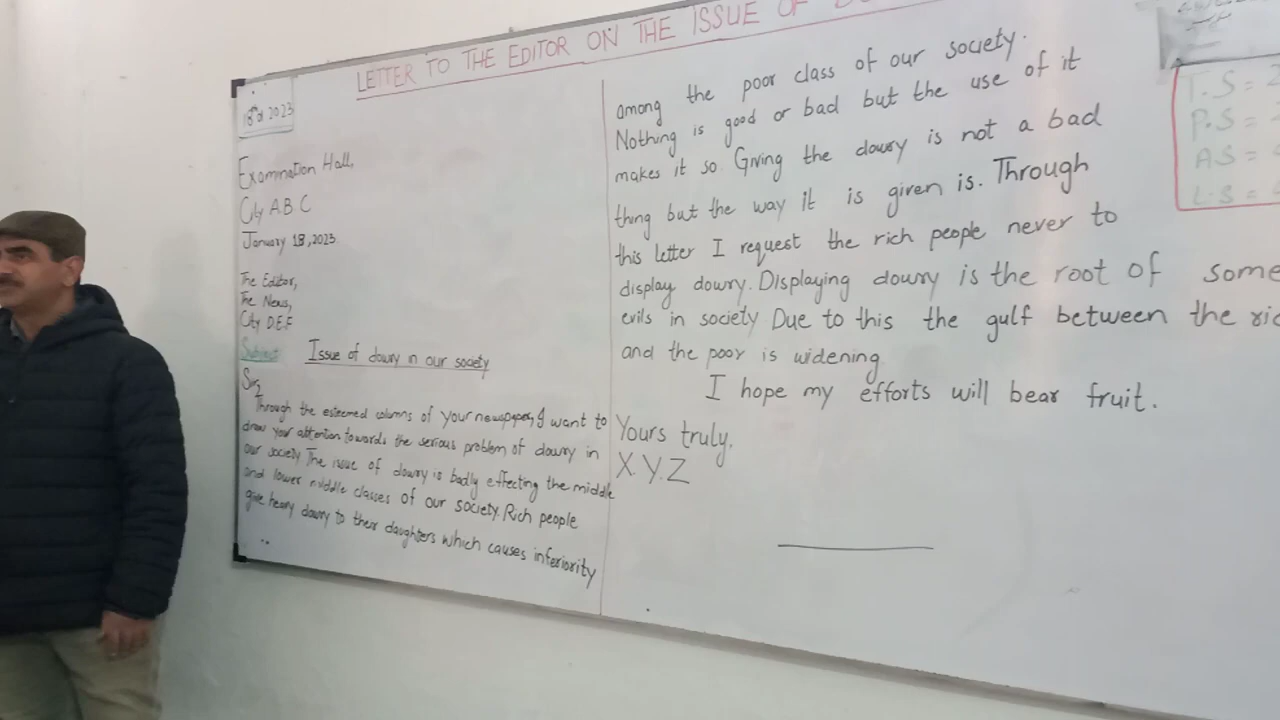 LETTER TO THE EDITOR ON THE ISSUE OF
18th 01 2023
Examination Hall,
City A.B.C
January 18, 2023.
The Editor,
The News,
City D.E.F
Subject: Issue of dowry in our society
Sir,
Through the esteemed columns of your newspaper, I want to
draw your attention towards the serious problem of dowry in
our society. The issue of dowry is badly effecting the middle
and lower middle classes of our society. Rich people
give heavy dowry to their daughters which causes inferiority
among the poor class of our society.
Nothing is good or bad but the use of it
makes it so. Giving the dowry is not a bad
thing but the way it is given is. Through
this letter I request the rich people never to
display dowry. Displaying dowry is the root of some
evils in society Due to this the gulf between the
and the poor is widening
I hope my efforts will bear fruit.
Yours truly,
X.Y.Z
T.S =
P.S =
A.S =
L.S =